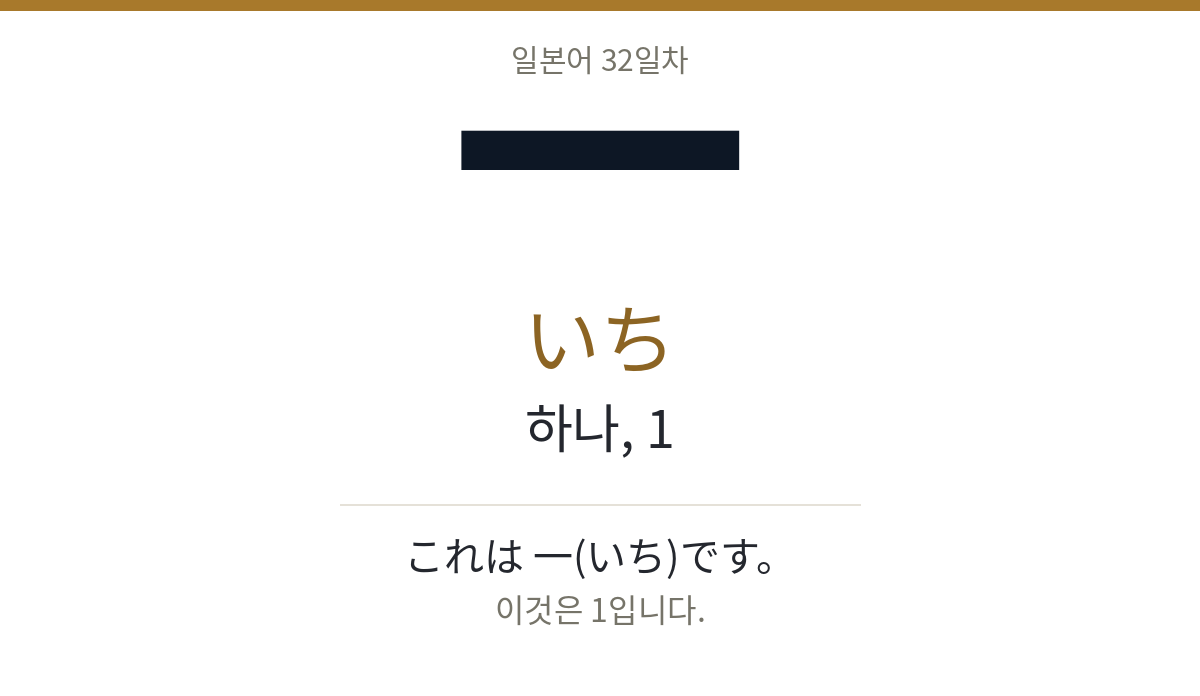 일본어 32일차
一
いち
하나, 1
これは 一(いち)です。
이것은 1입니다.